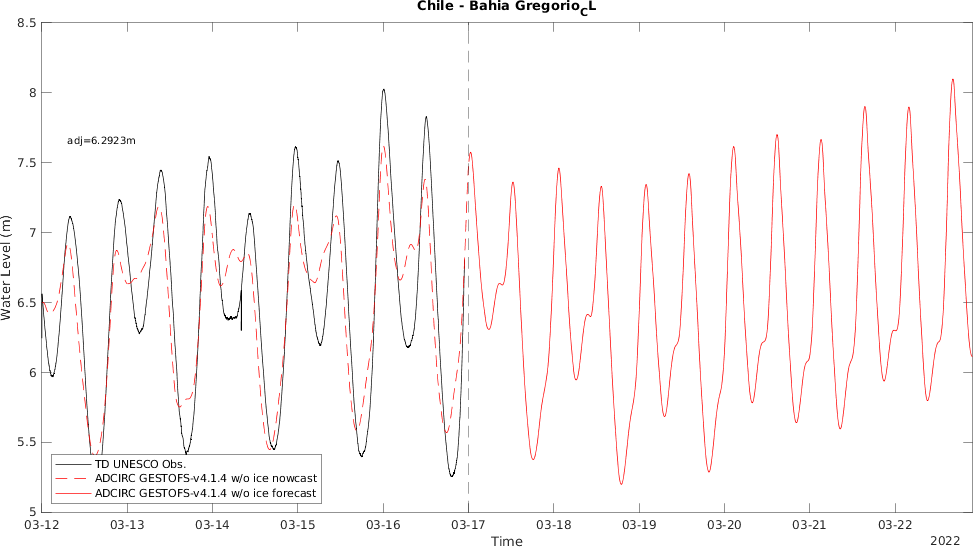 Chile - Bahia Gregorio_CL
8.5
8
7.5
7
6.5
6
5.5
5
Water Level (m)
adj=6.2923m
TD UNESCO Obs.
ADCIRC GESTOFS-v4.1.4 w/o ice nowcast
ADCIRC GESTOFS-v4.1.4 w/o ice forecast
03-12 03-13 03-14 03-15 03-16 03-17 03-18 03-19 03-20 03-21 03-22
Time
2022